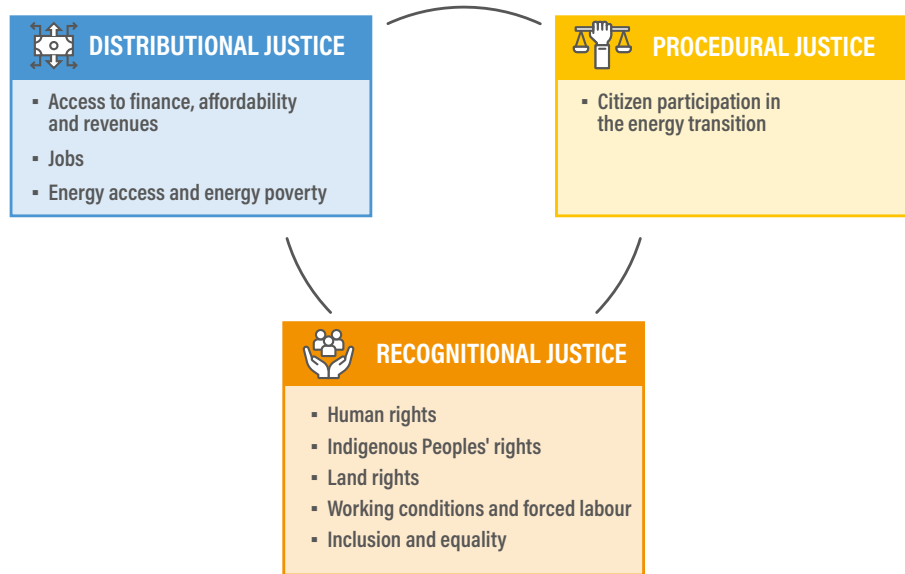 DISTRIBUTIONAL JUSTICE
▪ Access to finance, affordability
and revenues
▪ Jobs
▪ Energy access and energy poverty
PROCEDURAL JUSTICE
▪ Citizen participation in
the energy transition
RECOGNITIONAL JUSTICE
▪ Human rights
▪ Indigenous Peoples' rights
▪ Land rights
▪ Working conditions and forced labour
▪ Inclusion and equality